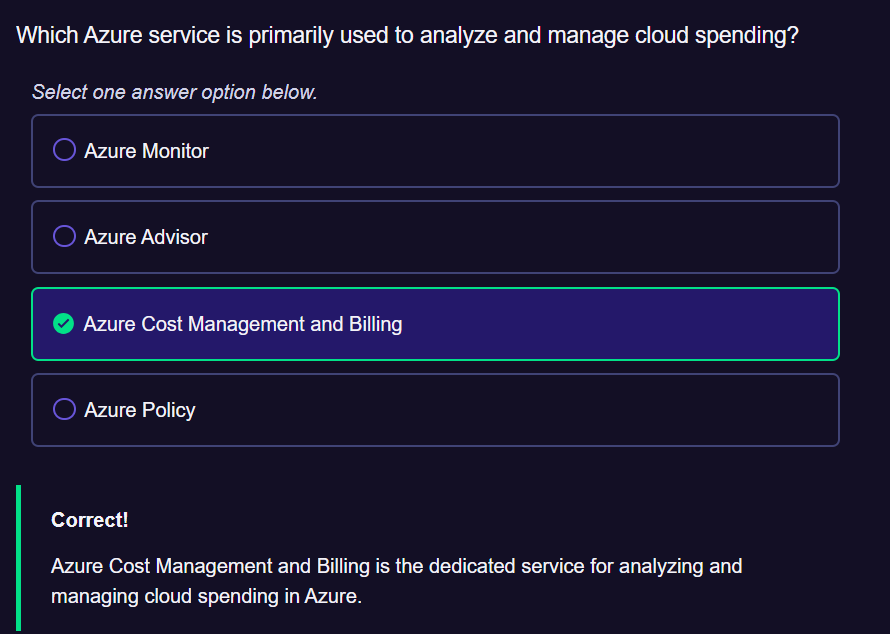 Which Azure service is primarily used to analyze and manage cloud spending?
Select one answer option below.
Azure Monitor
Azure Advisor
Azure Cost Management and Billing
Azure Policy
Correct!
Azure Cost Management and Billing is the dedicated service for analyzing and
managing cloud spending in Azure.